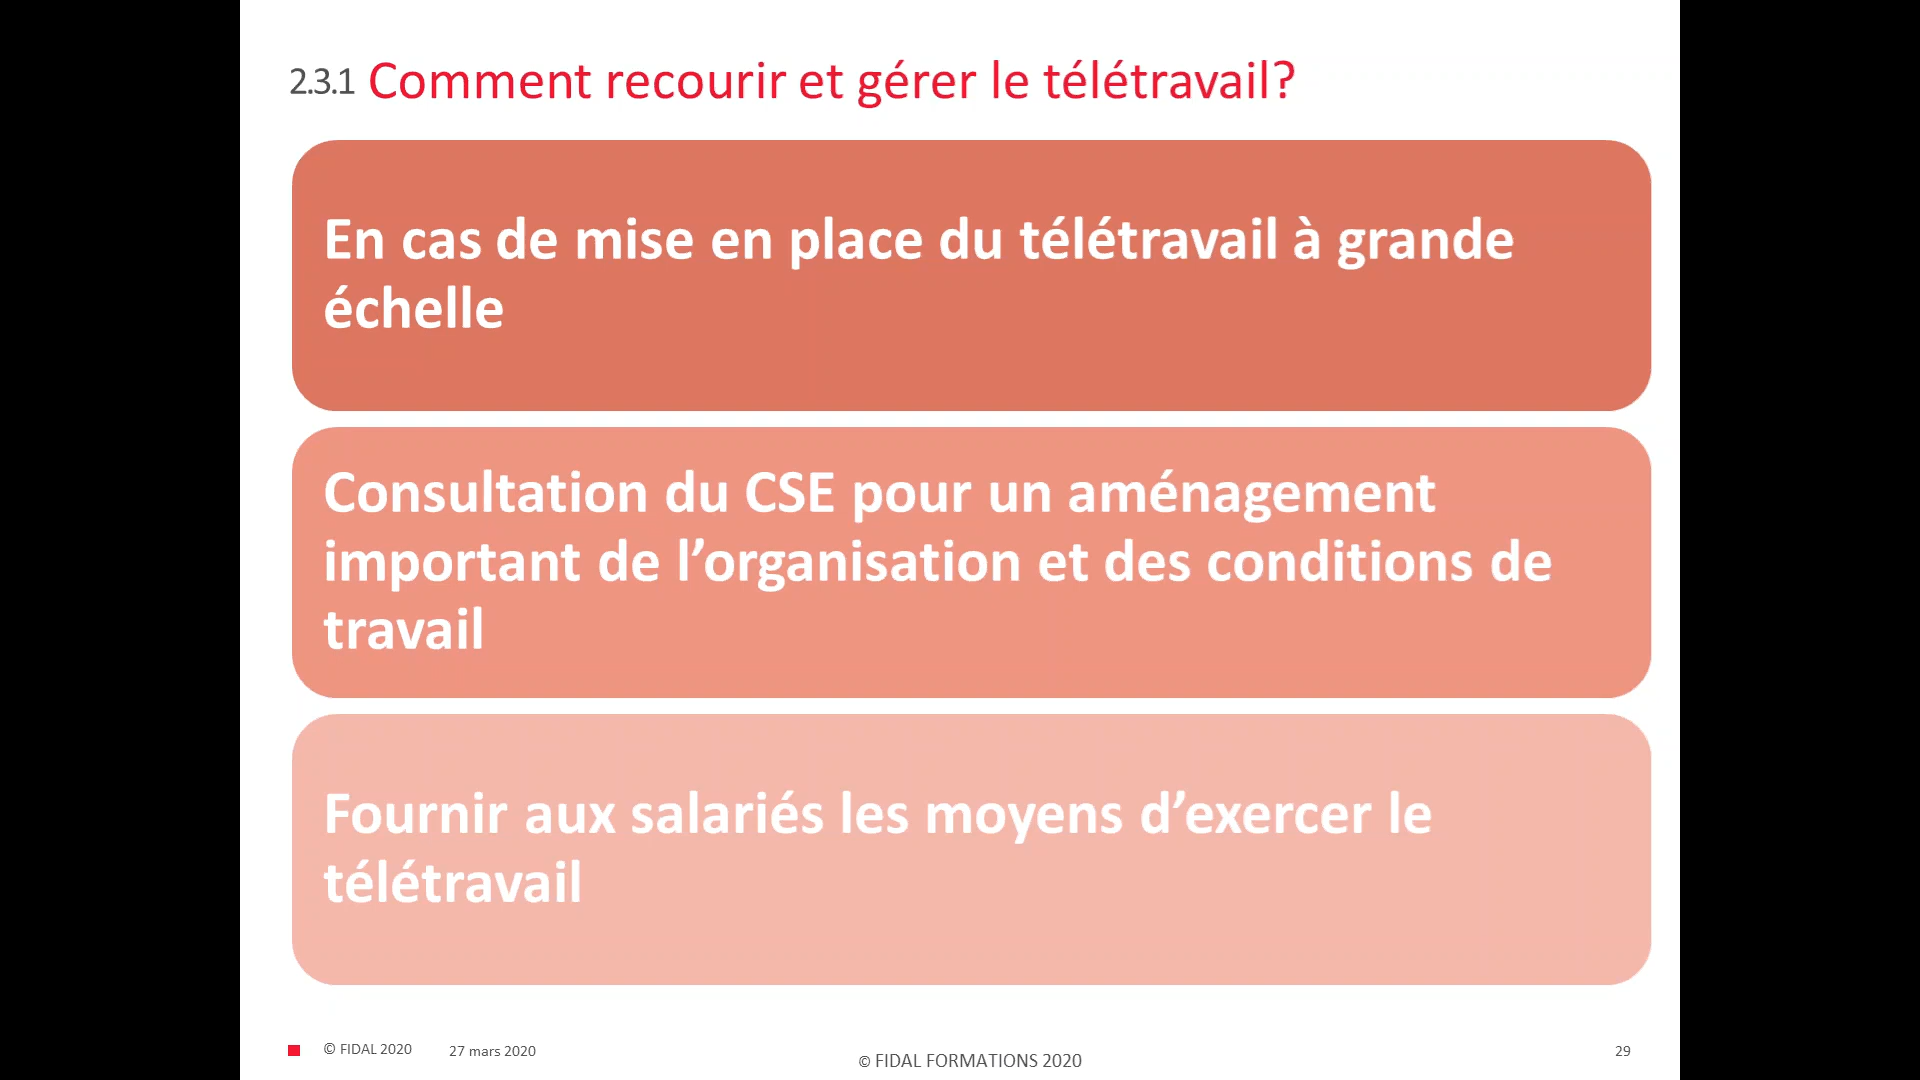 2.3.1 Comment recourir et gérer le télétravail?
En cas de mise en place du télétravail à grande
échelle
Consultation du CSE pour un aménagement
important de l’organisation et des conditions de
travail
Fournir aux salariés les moyens d’exercer le
télétravail
© FIDAL 2020 27 mars 2020 © FIDAL FORMATIONS 2020 29